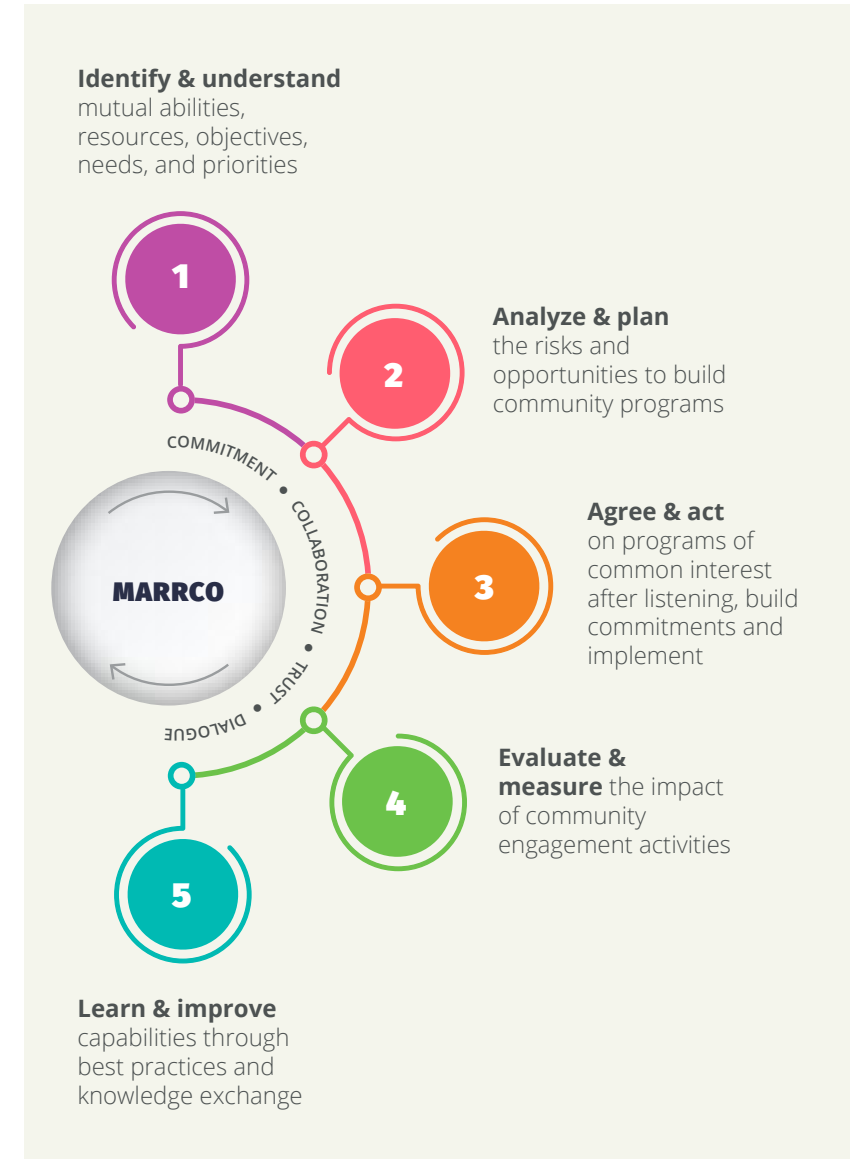 Identify & understand
mutual abilities,
resources, objectives,
needs, and priorities
1
2
Analyze & plan
the risks and
opportunities to build
community programs
COMMITMENT • COLLABORATION • TRUST • DIALOGUE
MARRCO
3
Agree & act
on programs of
common interest
after listening, build
commitments and
implement
4
Evaluate &
measure the impact
of community
engagement activities
5
Learn & improve
capabilities through
best practices and
knowledge exchange